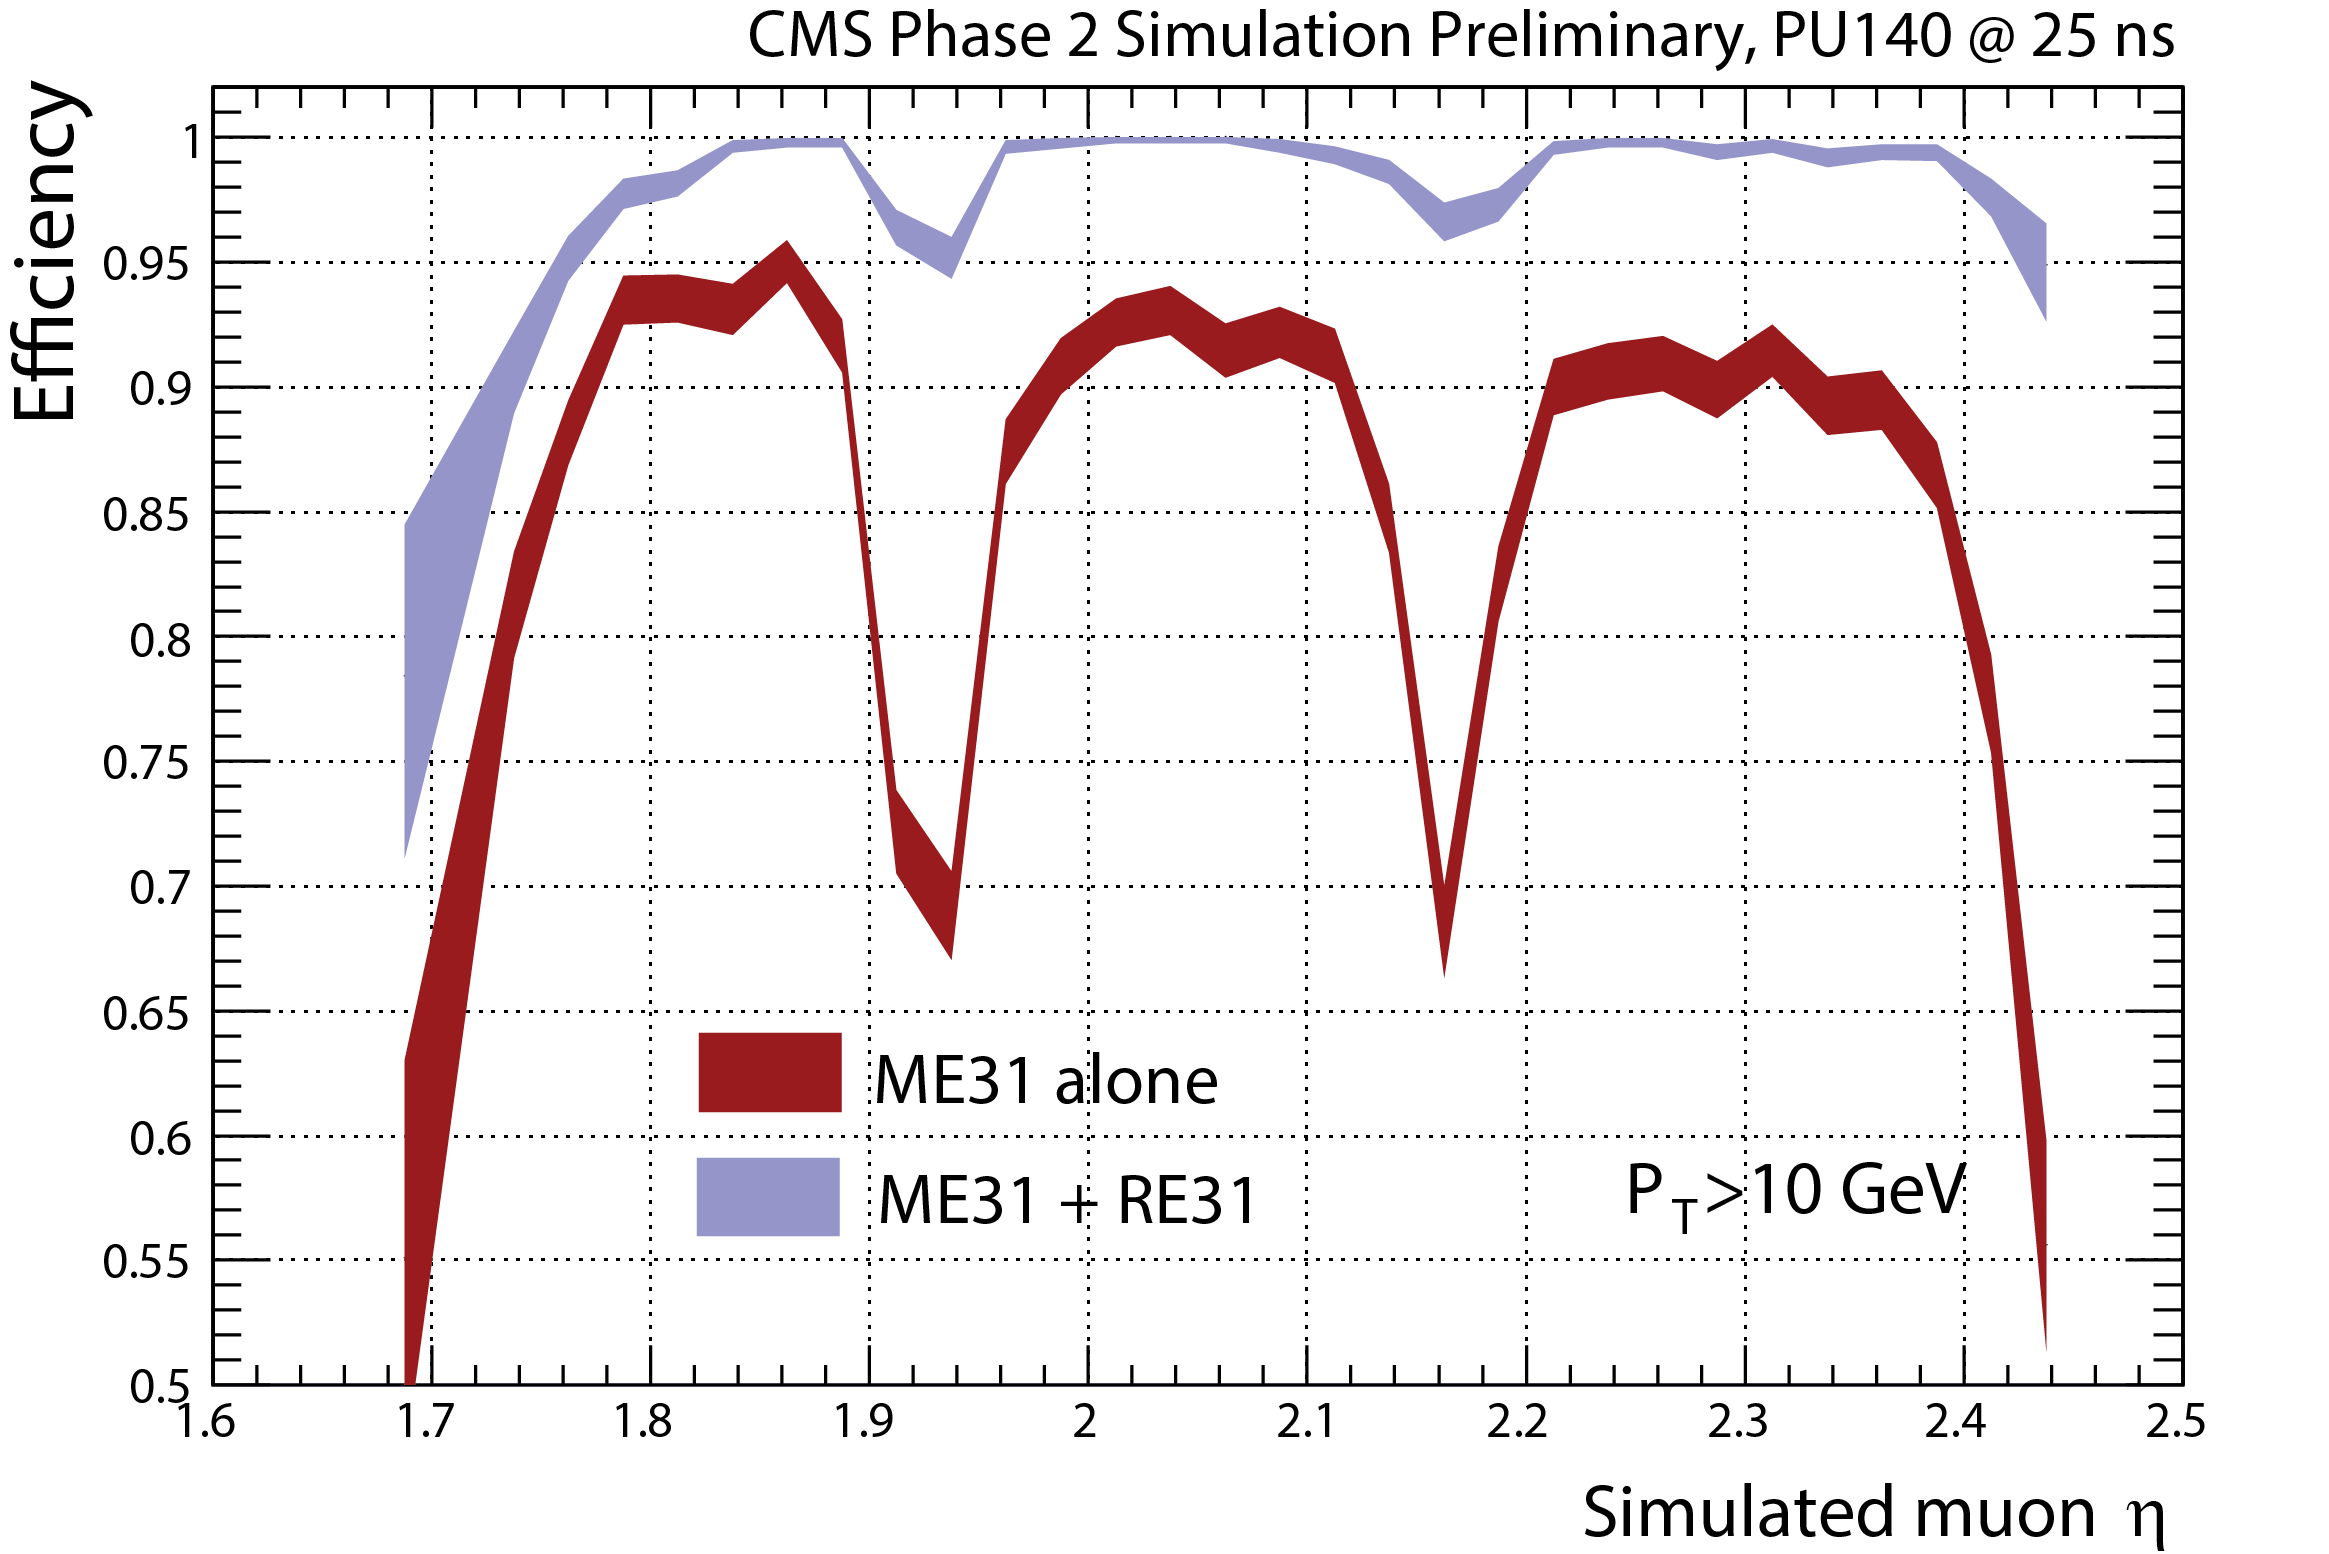 CMS Phase 2 Simulation Preliminary, PU140 @ 25 ns
Efficiency
1
0.95
0.9
0.85
0.8
0.75
0.7
0.65
0.6
0.55
0.5
ME31 alone
ME31 + RE31
PT>10 GeV
1.6 1.7 1.8 1.9 2 2.1 2.2 2.3 2.4 2.5
Simulated muon η